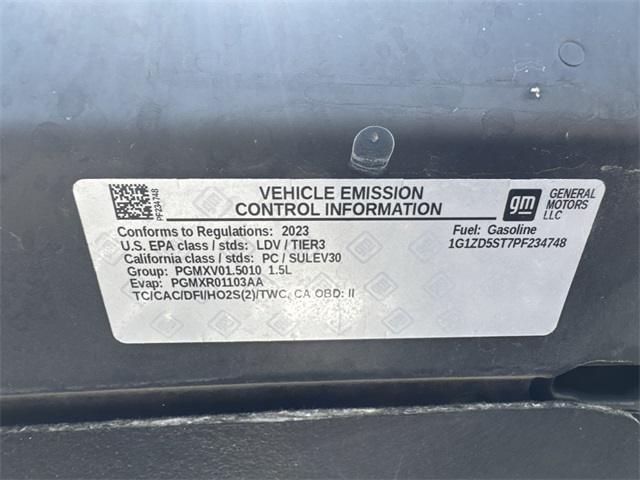 PF234748
VEHICLE EMISSION
CONTROL INFORMATION
gm
GENERAL
MOTORS
LLC
Conforms to Regulations: 2023
Fuel: Gasoline
U.S. EPA class / stds: LDV / TIER3
1G1ZD5ST7PF234748
California class / stds: PC / SULEV30
Group: PGMXV01.5010 1.5L
Evap: PGMXR01103AA
TC/CAC/DFI/HO2S(2)/TWC, CA OBD: II